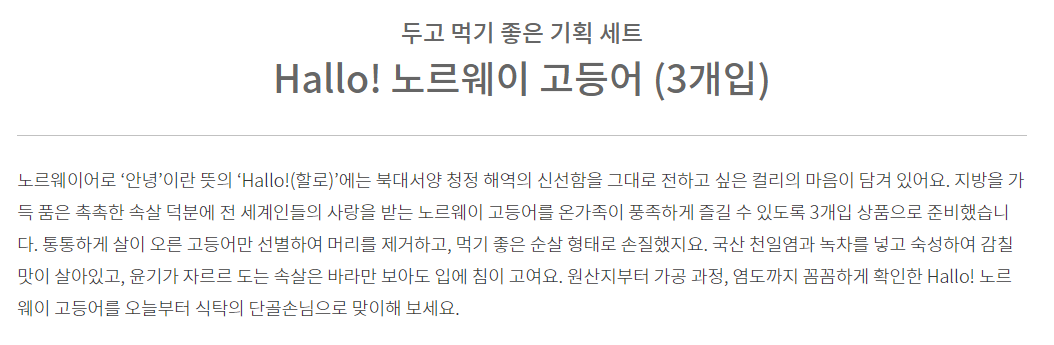 두고 먹기 좋은 기획 세트
Hallo! 노르웨이 고등어 (3개입)
노르웨이어로 ‘안녕’이란 뜻의 ‘Hallo!(할로)’에는 북대서양 청정 해역의 신선함을 그대로 전하고 싶은 컬리의 마음이 담겨 있어요. 지방을 가
득 품은 촉촉한 속살 덕분에 전 세계인들의 사랑을 받는 노르웨이 고등어를 온가족이 풍족하게 즐길 수 있도록 3개입 상품으로 준비했습니
다. 통통하게 살이 오른 고등어만 선별하여 머리를 제거하고, 먹기 좋은 순살 형태로 손질했지요. 국산 천일염과 녹차를 넣고 숙성하여 감칠
맛이 살아있고, 윤기가 자르르 도는 속살은 바라만 보아도 입에 침이 고여요. 원산지부터 가공 과정, 염도까지 꼼꼼하게 확인한 Hallo! 노르
웨이 고등어를 오늘부터 식탁의 단골손님으로 맞이해 보세요.